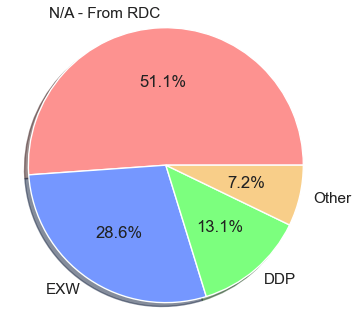 N/A - From RDC
51.1%
7.2%
Other
13.1%
28.6%
DDP
EXW